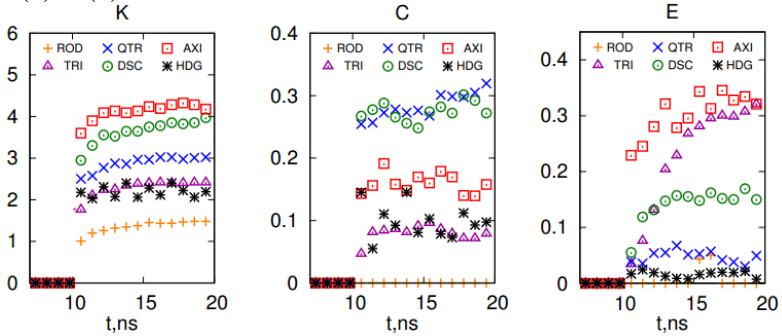 K
ROD QTR AXI
TRI DSC HDG
6
5
4
3
2
1
0
10 15 20
t,ns
C
ROD QTR AXI
TRI DSC HDG
0.4
0.3
0.2
0.1
0
10 15 20
t,ns
E
ROD QTR AXI
TRI DSC HDG
0.4
0.3
0.2
0.1
0
10 15 20
t,ns